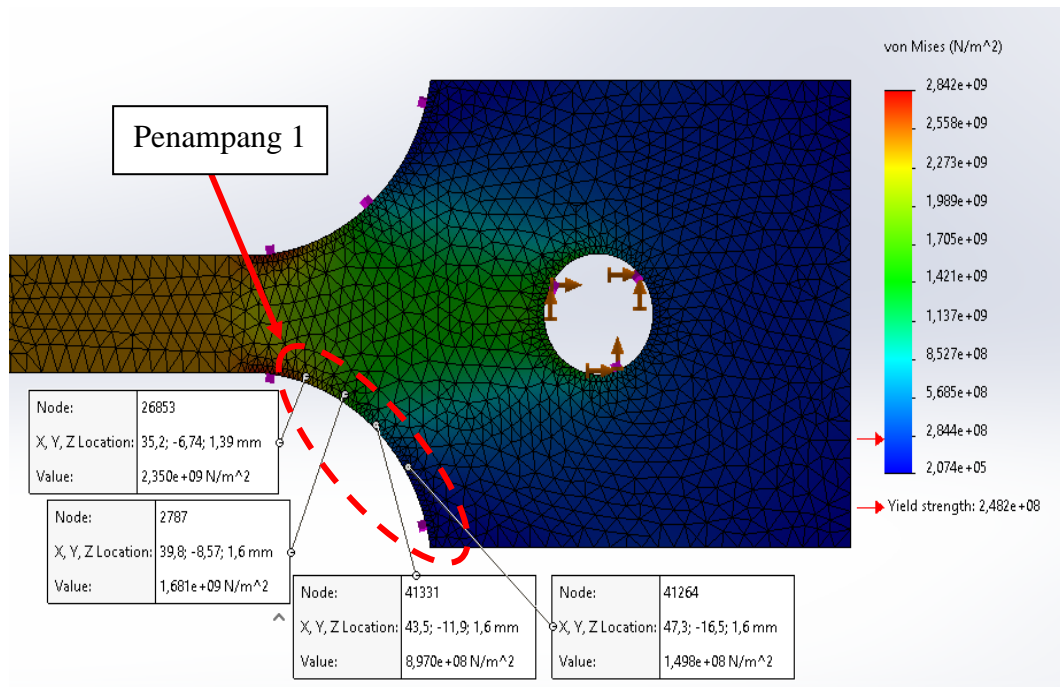 von Mises (N/m^2)
2,842e+09
2,558e+09
2,273e+09
1,989e+09
1,705e+09
1,421e+09
1,137e+09
8,527e+08
5,685e+08
2,844e+08
2,074e+05
Yield strength: 2,482e+08
Penampang 1
Node: 26853
X, Y, Z Location: 35,2; -6,74; 1,39 mm
Value: 2,350e+09 N/m^2
Node: 2787
X, Y, Z Location: 39,8; -8,57; 1,6 mm
Value: 1,681e+09 N/m^2
Node: 41331
X, Y, Z Location: 43,5; -11,9; 1,6 mm
Value: 8,970e+08 N/m^2
Node: 41264
X, Y, Z Location: 47,3; -16,5; 1,6 mm
Value: 1,498e+08 N/m^2